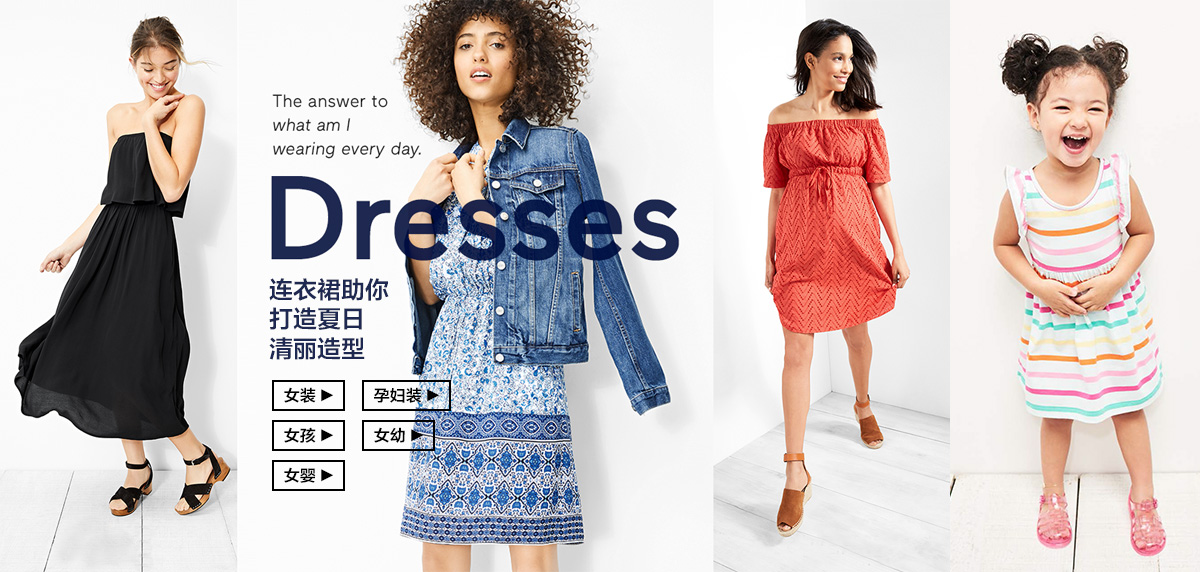 The answer to
what am I
wearing every day.
Dresses
连衣裙助你
打造夏日
清丽造型
女装 ▶ 孕妇装 ▶
女孩 ▶ 女幼 ▶
女婴 ▶